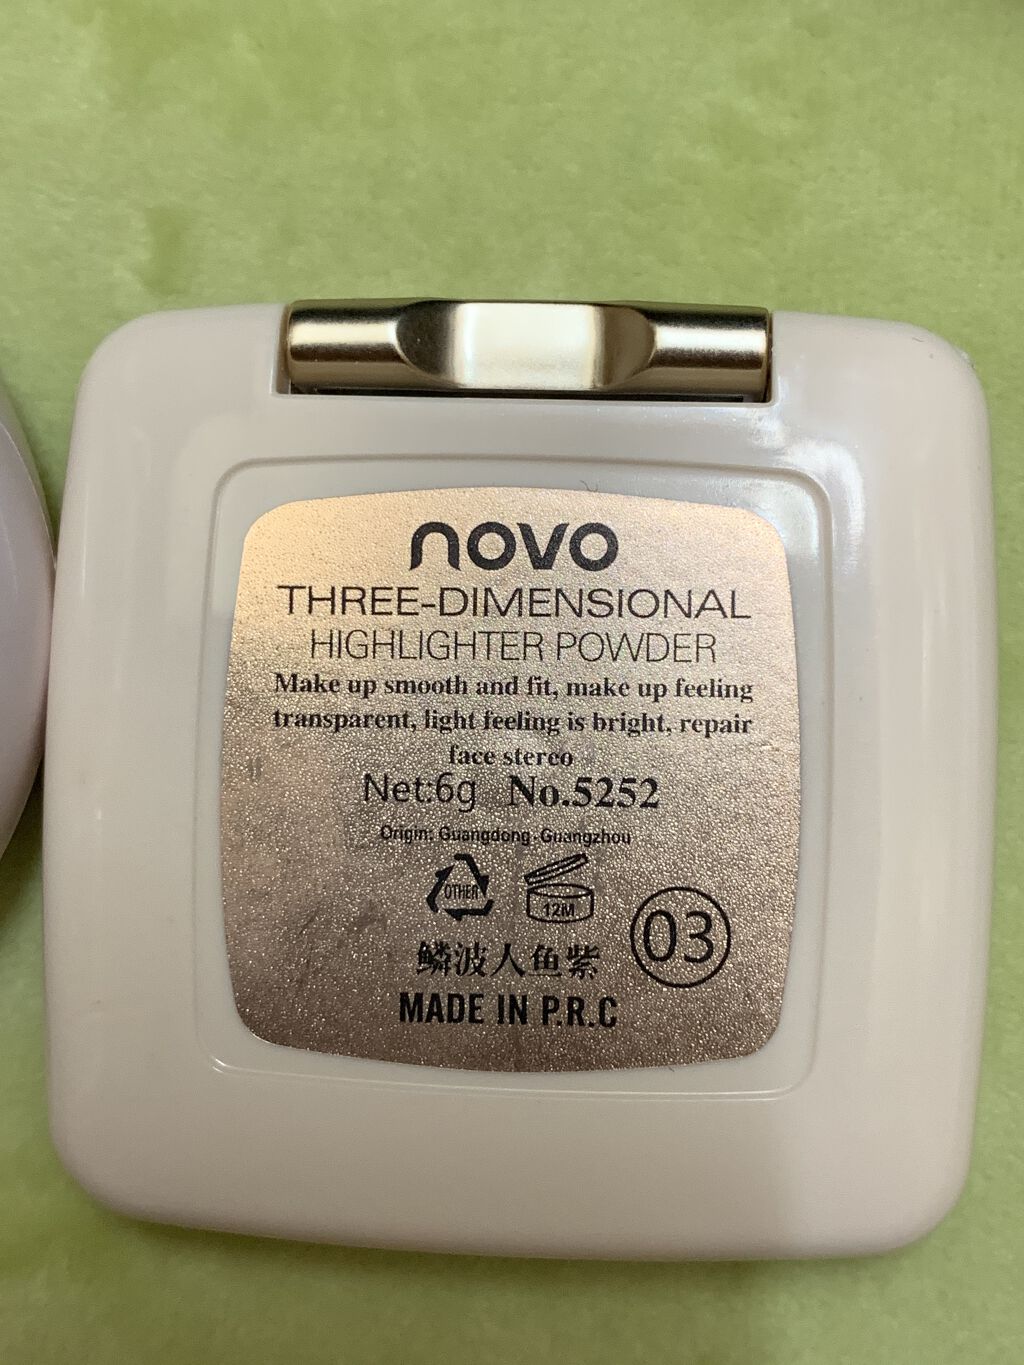 novo
THREE-DIMENSIONAL
HIGHLIGHTER POWDER
Make up smooth and fit, make up feeling
transparent, light feeling is bright, repair
face stereo
Net:6g No.5252
Origin: Guangdong·Guangzhou
OTHER
12M
03
鳞波人鱼紫
MADE IN P.R.C